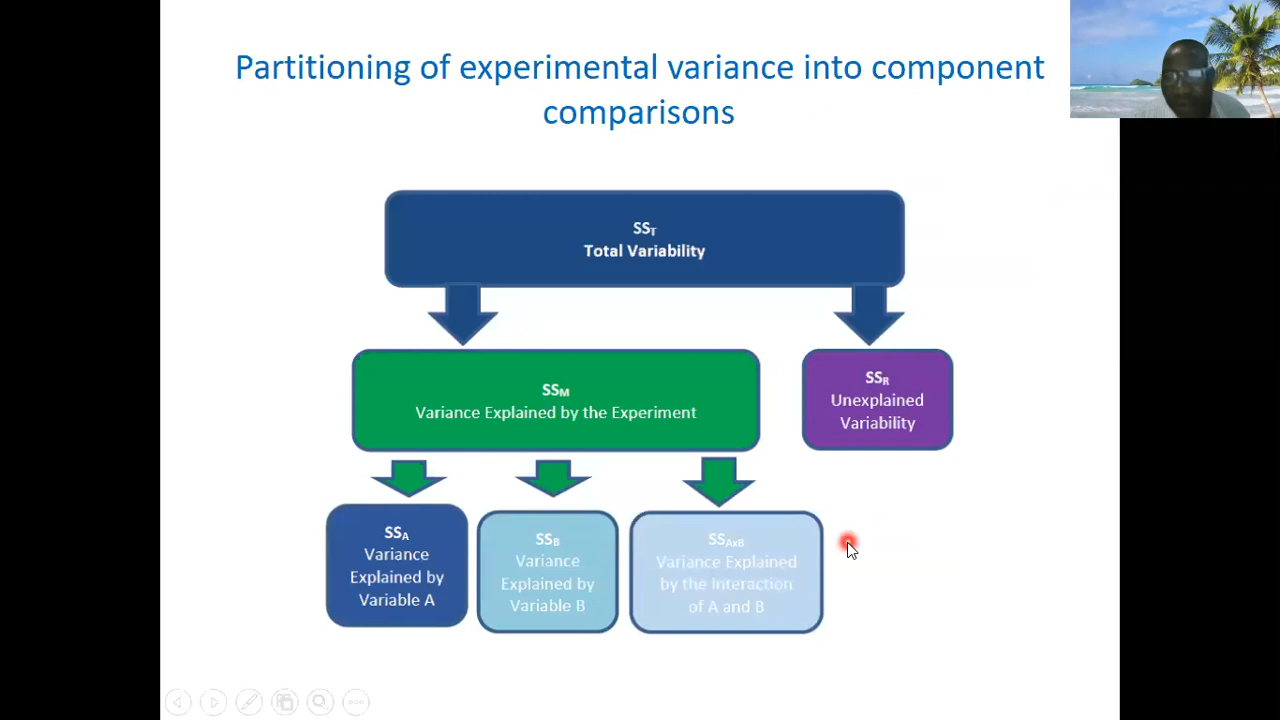 Partitioning of experimental variance into component
comparisons
SST
Total Variability
SSM
Variance Explained by the Experiment
SSR
Unexplained
Variability
SSA
Variance
Explained by
Variable A
SSB
Variance
Explained by
Variable B
SSAxB
Variance Explained
by the Interaction
of A and B